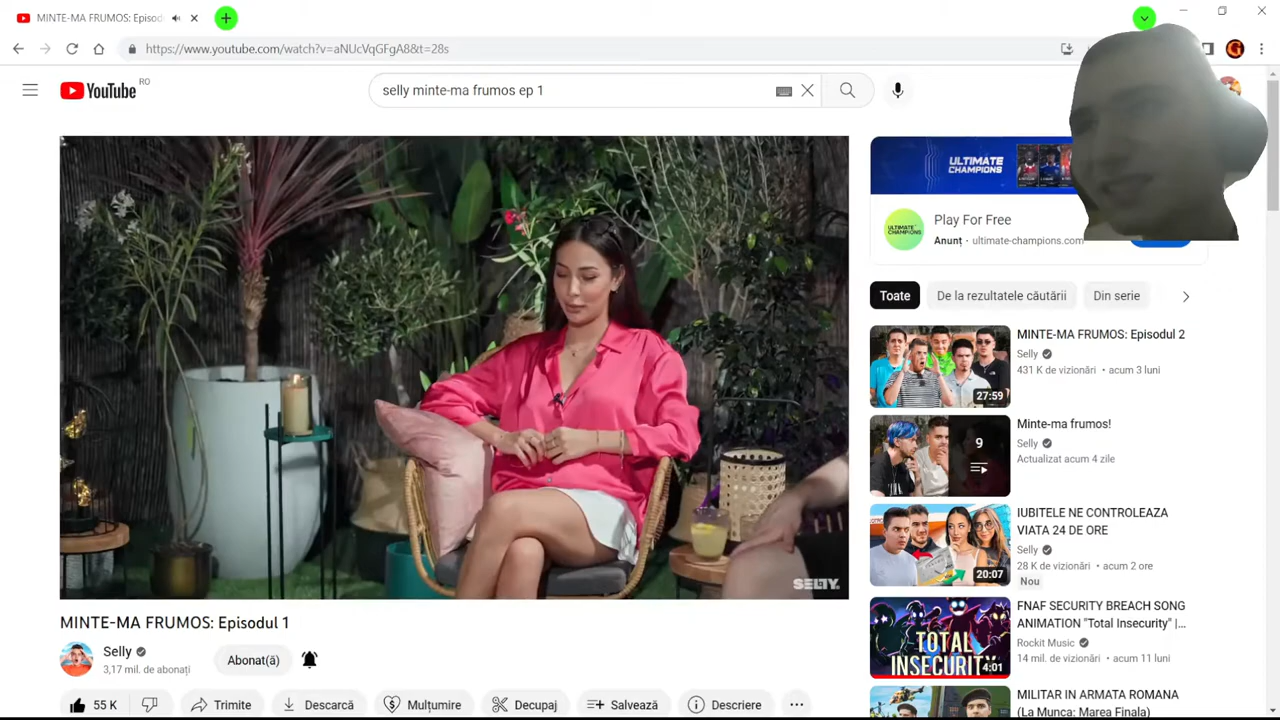 MINTE-MA FRUMOS: Episod
https://www.youtube.com/watch?v=aNUcVqGFgA8&t=28s
YouTube RO
selly minte-ma frumos ep 1
SELTY
MINTE-MA FRUMOS: Episodul 1
Selly
3,17 mil. de abonați
Abonat(ă)
55 K
Trimite
Descarcă
Mulțumire
Decupaj
Salvează
Descriere
ULTIMATE
CHAMPIONS
ULTIMATE
CHAMPIONS
Play For Free
Anunț · ultimate-champions.com
Toate
De la rezultatele căutării
Din serie
MINTE-MA FRUMOS: Episodul 2
Selly
431 K de vizionări • acum 3 luni
27:59
Minte-ma frumos!
Selly
Actualizat acum 4 zile
9
IUBITELE NE CONTROLEAZA
VIATA 24 DE ORE
Selly
28 K de vizionări • acum 2 ore
Nou
20:07
FNAF SECURITY BREACH SONG
ANIMATION "Total Insecurity" |...
Rockit Music
14 mil. de vizionări • acum 11 luni
TOTAL
INSECURITY
4:01
MILITAR IN ARMATA ROMANA
(La Munca: Marea Finala)